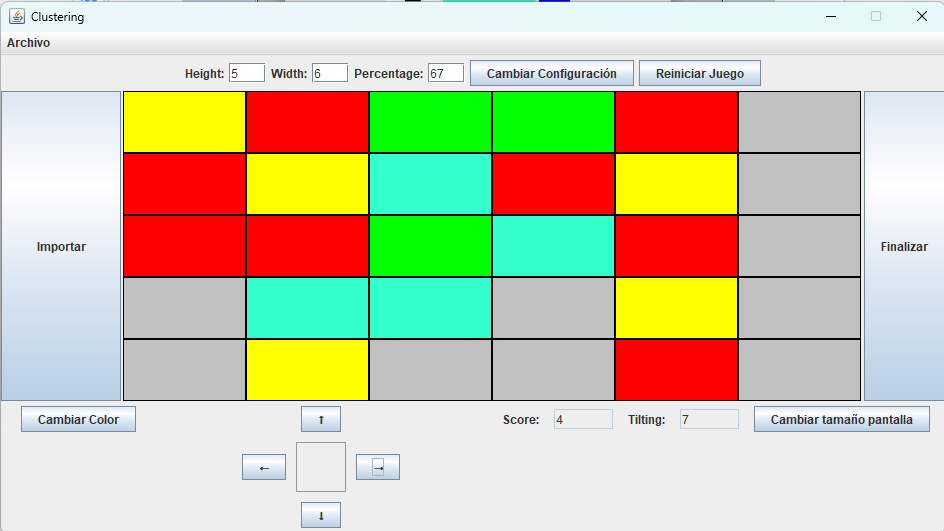 Clustering
Archivo
Height: 5 Width: 6 Percentage: 67 Cambiar Configuración Reiniciar Juego
Importar
Finalizar
Cambiar Color ↑ Score: 4 Tilting: 7 Cambiar tamaño pantalla
← →
↓